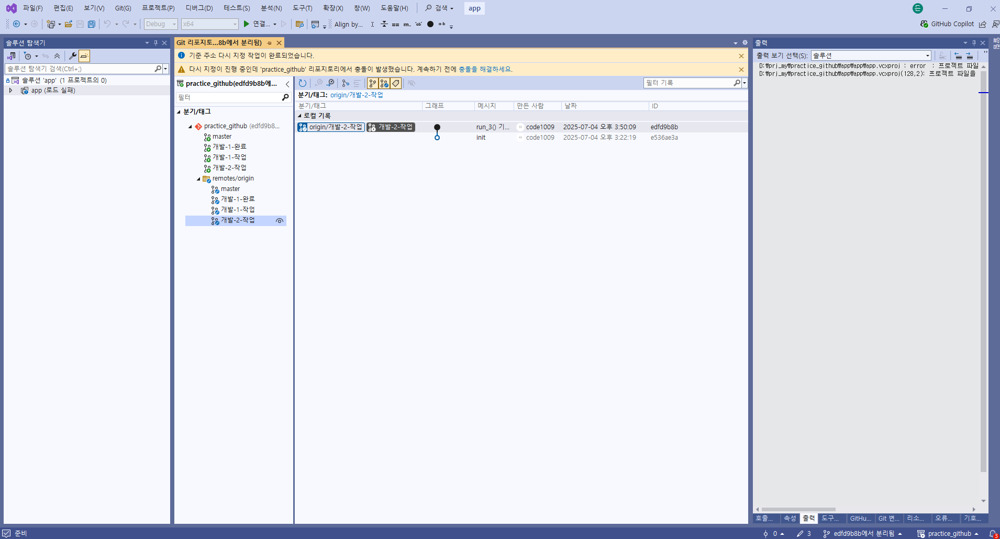 파일(F) 편집(E) 보기(V) Git(G) 프로젝트(P) 디버그(D) 테스트(S) 분석(N) 도구(T) 확장(X) 창(W) 도움말(H) 검색 app
Debug x64 연결... Align by... GitHub Copilot
솔루션 탐색기
솔루션 탐색기 검색(Ctrl+;)
솔루션 'app' (1 프로젝트의 0)
app (로드 실패)
Git 리포지토...8b에서 분리됨)
기준 주소 다시 지정 작업이 완료되었습니다.
다시 지정이 진행 중인데 'practice_github' 리포지토리에서 충돌이 발생했습니다. 계속하기 전에 충돌을 해결하세요.
practice_github(edfd9b8b에...
필터
분기/태그
practice_github (edfd9b8...
master
개발-1-완료
개발-1-작업
개발-2-작업
remotes/origin
master
개발-1-완료
개발-1-작업
개발-2-작업
필터 기록
분기/태그: origin/개발-2-작업
분기/태그 그래프 메시지 만든 사람 날짜 ID
로컬 기록
origin/개발-2-작업 개발-2-작업 run_3() 기... code1009 2025-07-04 오후 3:50:09 edfd9b8b
init code1009 2025-07-04 오후 3:22:19 e536ae3a
출력
출력 보기 선택(S): 솔루션
D:₩prj_my₩practice_github₩app₩app₩app.vcxproj : error : 프로젝트 파일
D:₩prj_my₩practice_github₩app₩app₩app.vcxproj(128,2): 프로젝트 파일을
호출... 속성 출력 도구... GitHu... Git 변... 리소... 오류... 기호...
알림
준비 0 3 edfd9b8b에서 분리됨 practice_github 3